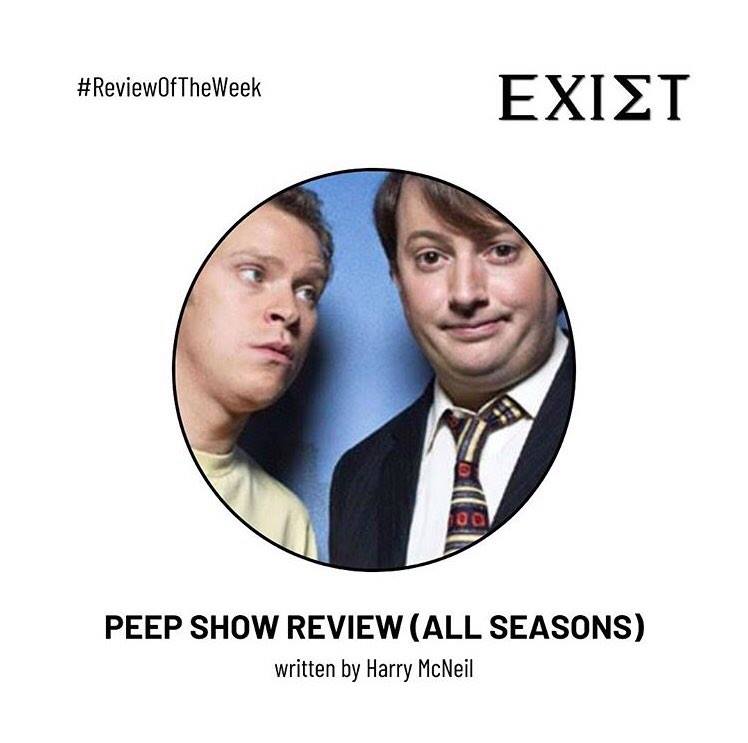 #ReviewOfTheWeek
EXIΣT
PEEP SHOW REVIEW (ALL SEASONS)
written by Harry McNeil